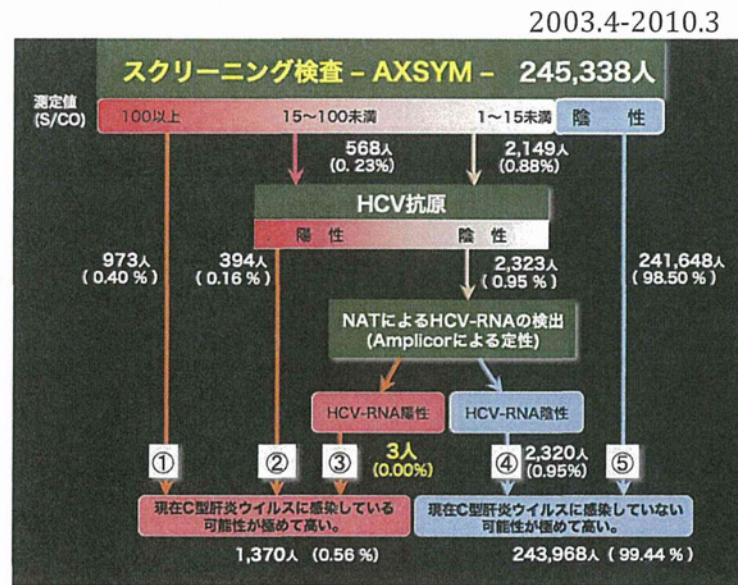 2003.4-2010.3
スクリーニング検査 – AXSYM – 245,338人
測定値
(S/CO)
100以上
15～100未満
1～15未満
陰 性
568人
(0. 23%)
2,149人
(0.88%)
HCV抗原
陽 性
陰 性
973人
( 0.40 % )
394人
(0.16 %)
2,323人
( 0.95 % )
241,648人
( 98.50 % )
NATによるHCV-RNAの検出
(Amplicorによる定性)
HCV-RNA陽性
HCV-RNA陰性
①
②
③
3人
(0.00%)
④
2,320人
(0.95%)
⑤
現在C型肝炎ウイルスに感染している
可能性が極めて高い。
現在C型肝炎ウイルスに感染していない
可能性が極めて高い。
1,370人 (0.56 % )
243,968人 ( 99.44 % )